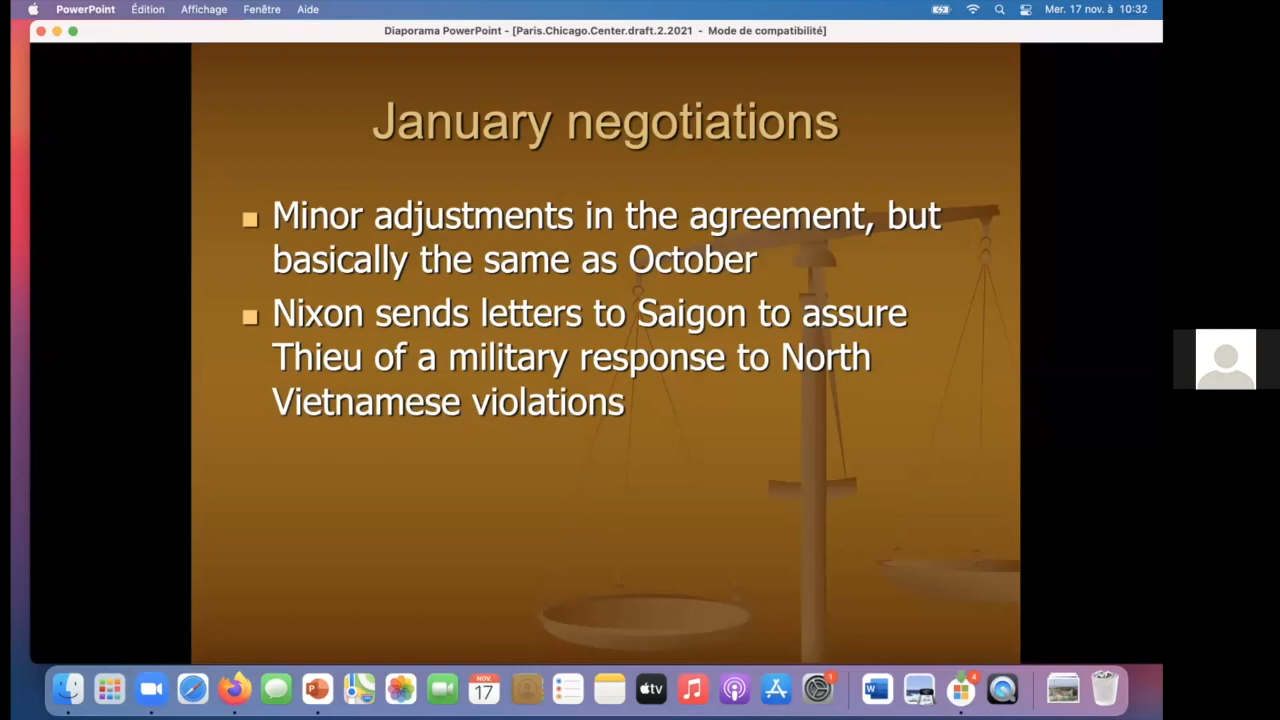 PowerPoint Édition Affichage Fenêtre Aide Mer. 17 nov. à 10:32
Diaporama PowerPoint - [Paris.Chicago.Center.draft.2.2021 - Mode de compatibilité]
January negotiations
Minor adjustments in the agreement, but
basically the same as October
Nixon sends letters to Saigon to assure
Thieu of a military response to North
Vietnamese violations
NOV.
17
tv
1
W
4
P